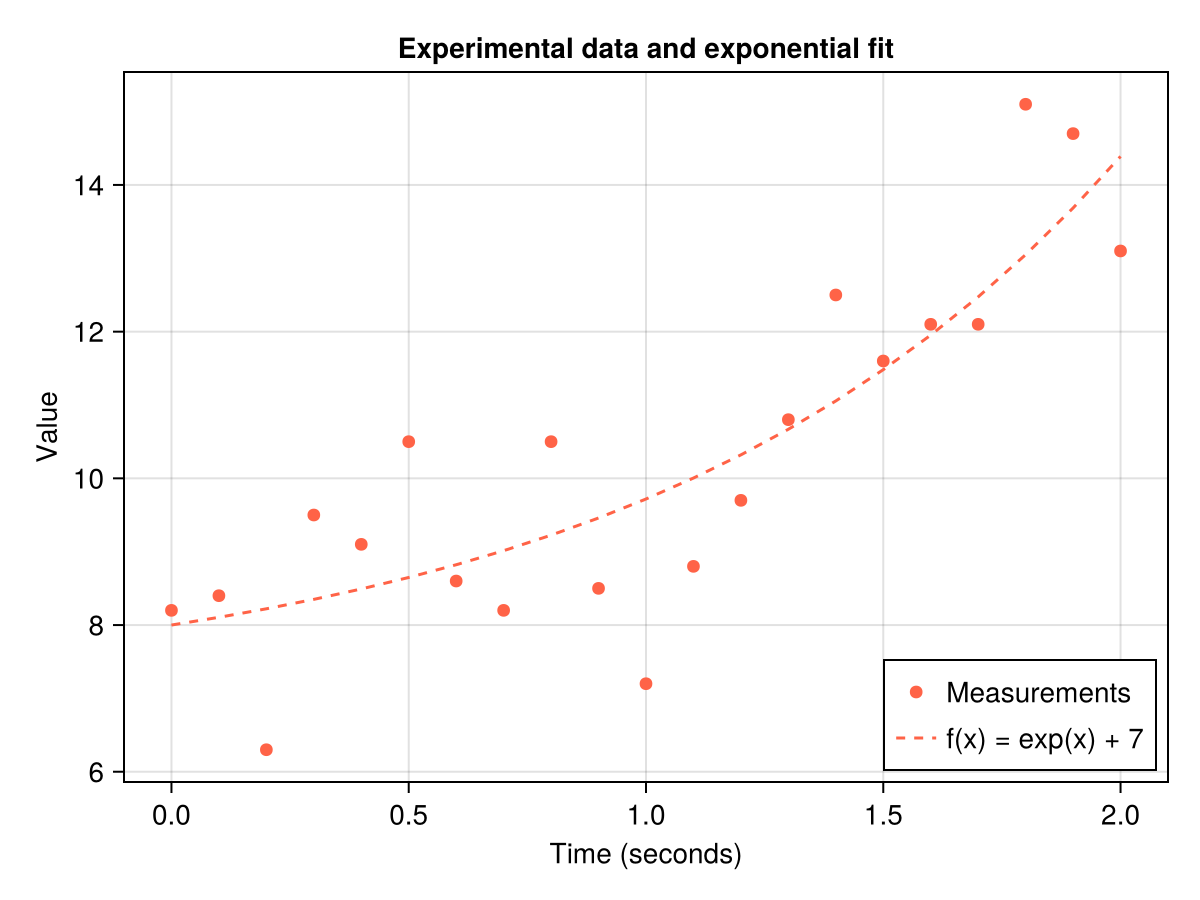 Experimental data and exponential fit
Value
14
12
10
8
6
0.0 0.5 1.0 1.5 2.0
Time (seconds)
Measurements
f(x) = exp(x) + 7